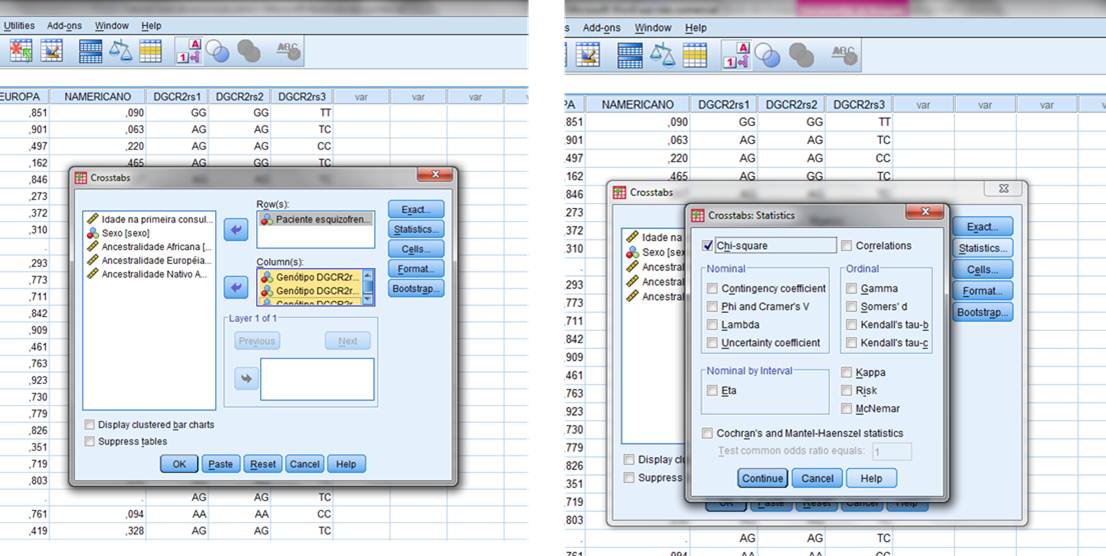 Utilities Add-ons Window Help
EUROPA NAMERICANO DGCR2rs1 DGCR2rs2 DGCR2rs3 var var var
,851 ,090 GG GG TT
,901 ,063 AG AG TC
,497 ,220 AG AG CC
,162 ,465 AG GG TC
,846
,273
,372
,310
.
,293
,773
,711
,842
,909
,461
,763
,923
,730
,779
,826
,351
,719
,803
. . AG AG TC
,761 ,094 AA AA CC
,419 ,328 AG AG TC
Crosstabs
Idade na primeira consul...
Sexo [sexo]
Ancestralidade Africana [...
Ancestralidade Européia...
Ancestralidade Nativo A...
Row(s):
Paciente esquizofren...
Column(s):
Genótipo DGCR2r...
Genótipo DGCR2r...
Genótipo DGCR2r...
Layer 1 of 1
Previous Next
Exact...
Statistics...
Cells...
Format...
Bootstrap...
Display clustered bar charts
Suppress tables
OK Paste Reset Cancel Help
s Add-ons Window Help
PA NAMERICANO DGCR2rs1 DGCR2rs2 DGCR2rs3 var var var
851 ,090 GG GG TT
901 ,063 AG AG TC
497 ,220 AG AG CC
162 ,465 AG GG TC
846
273
372
310
.
293
773
711
842
909
461
763
923
730
779
826
351
719
803
. AG AG TC
761 ,094 AA AA CC
Crosstabs
Idade na
Sexo [sex
Ancestral
Ancestral
Ancestral
Exact...
Statistics...
Cells...
Format...
Bootstrap...
Display clu
Suppress
OK Paste Reset Cancel Help
Crosstabs: Statistics
Chi-square Correlations
Nominal Ordinal
Contingency coefficient Gamma
Phi and Cramer's V Somers' d
Lambda Kendall's tau-b
Uncertainty coefficient Kendall's tau-c
Nominal by Interval Kappa
Eta Risk
McNemar
Cochran's and Mantel-Haenszel statistics
Test common odds ratio equals: 1
Continue Cancel Help